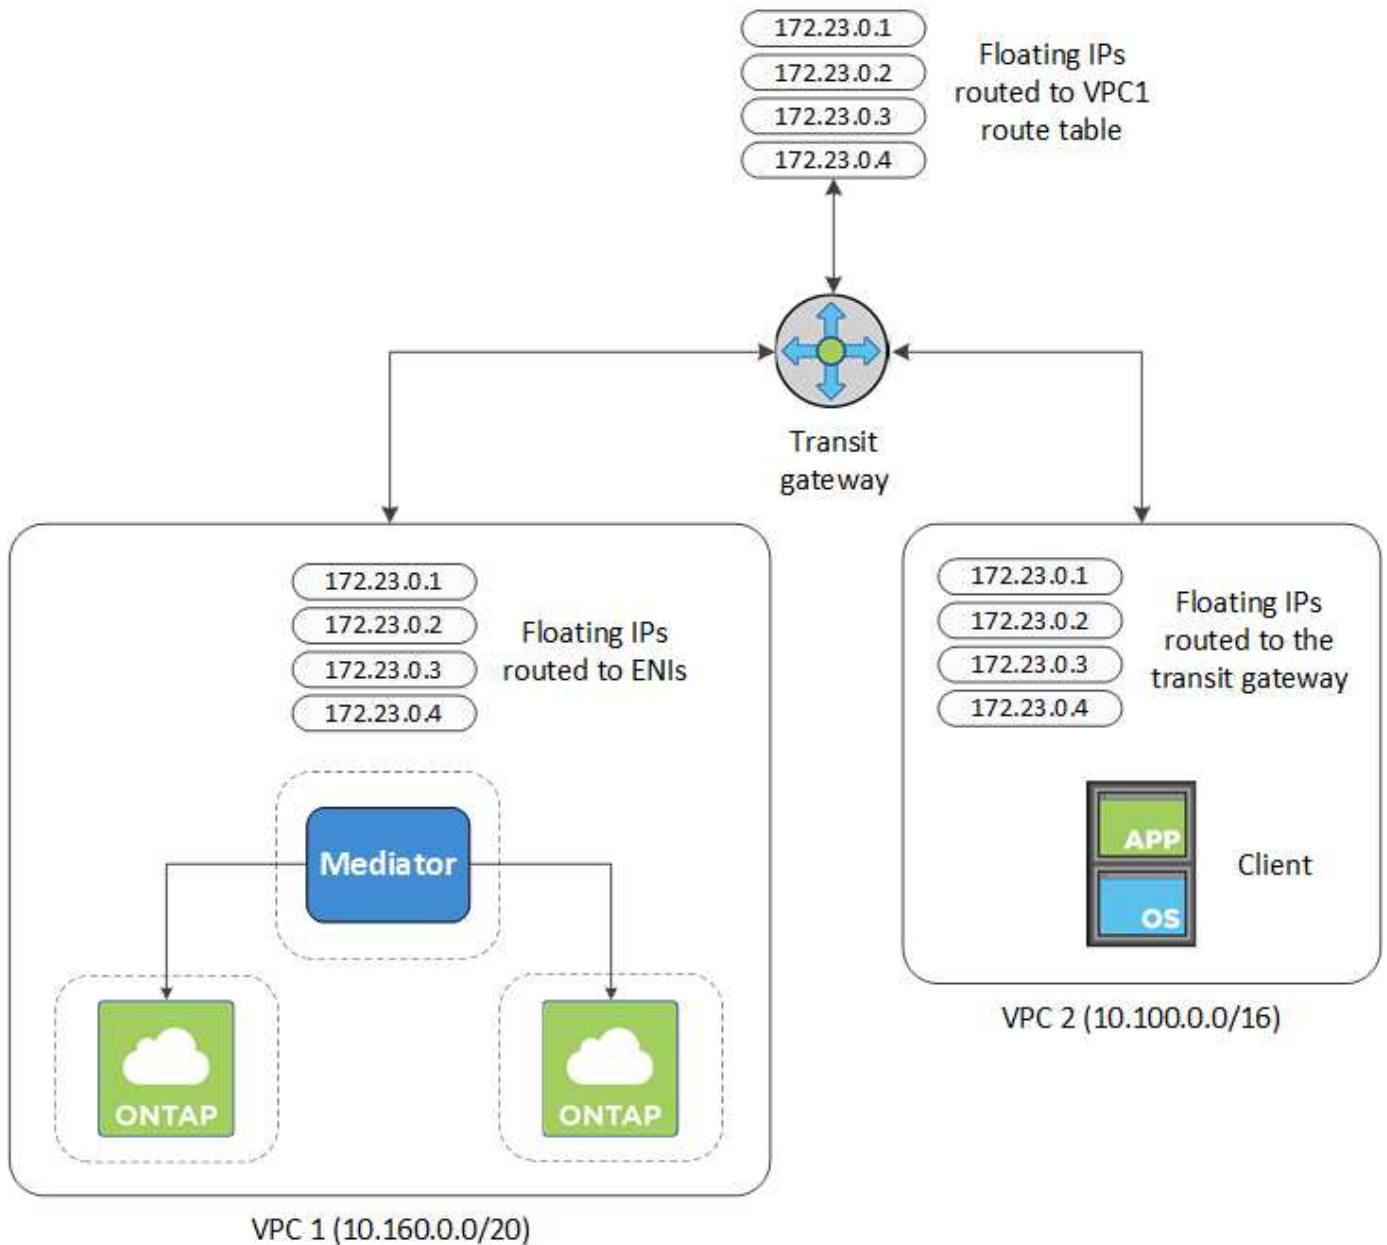 172.23.0.1
172.23.0.2
172.23.0.3
172.23.0.4
Floating IPs
routed to VPC1
route table
Transit
gateway
172.23.0.1
172.23.0.2
172.23.0.3
172.23.0.4
Floating IPs
routed to ENIs
Mediator
ONTAP
ONTAP
VPC 1 (10.160.0.0/20)
172.23.0.1
172.23.0.2
172.23.0.3
172.23.0.4
Floating IPs
routed to the
transit gateway
APP
OS
Client
VPC 2 (10.100.0.0/16)